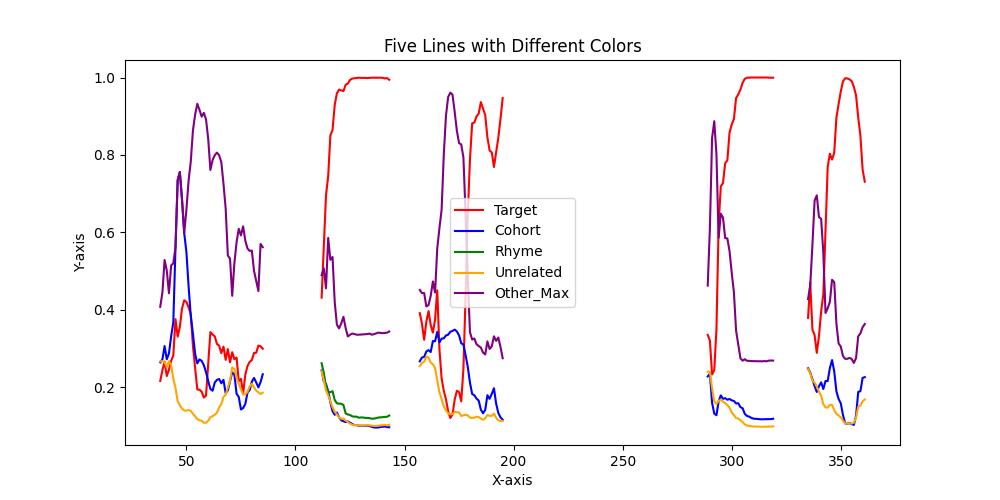 Five Lines with Different Colors
1.0
0.8
0.6
0.4
0.2
Y-axis
Target
Cohort
Rhyme
Unrelated
Other_Max
50
100
150
200
250
300
350
X-axis